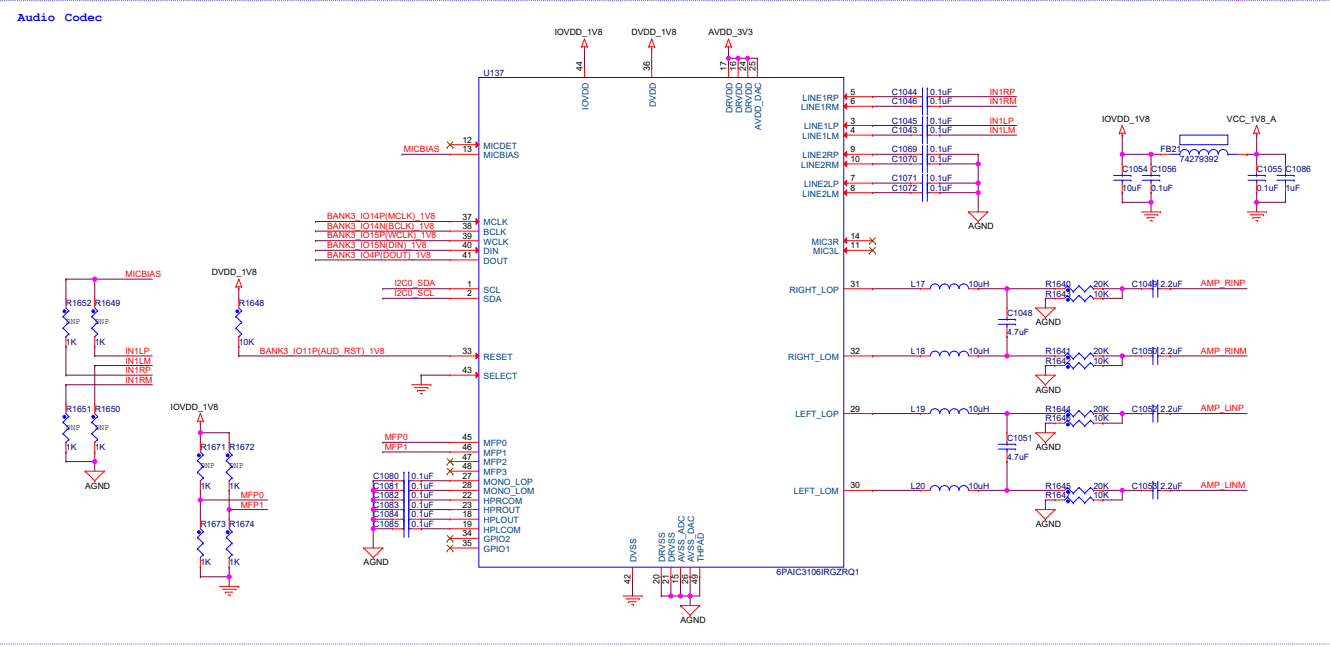 Audio Codec
IOVDD_1V8
DVDD_1V8
AVDD_3V3
44
36
17
16
24
25
U137
IOVDD
DVDD
DRVDD
DRVDD
DRVDD
AVDD_DAC
12 MICDET
MICBIAS 13 MICBIAS
BANK3_IO14P(MCLK)_1V8 37 MCLK
BANK3_IO14N(BCLK)_1V8 38 BCLK
BANK3_IO15P(WCLK)_1V8 39 WCLK
BANK3_IO15N(DIN)_1V8 40 DIN
BANK3_IO4P(DOUT)_1V8 41 DOUT
I2C0_SDA 1 SCL
I2C0_SCL 2 SDA
BANK3_IO11P(AUD_RST)_1V8 33 RESET
43 SELECT
MFP0 45 MFP0
MFP1 46 MFP1
47 MFP2
48 MFP3
C1080 0.1uF 27 MONO_LOP
C1081 0.1uF 28 MONO_LOM
C1082 0.1uF 22 HPRCOM
C1083 0.1uF 23 HPROUT
C1084 0.1uF 18 HPLOUT
C1085 0.1uF 19 HPLCOM
34 GPIO2
35 GPIO1
AGND
DVSS
DRVSS
DRVSS
AVSS_ADC
AVSS_DAC
THPAD
42
20
21
15
26
49
AGND
6PAIC3106IRGZRQ1
LINE1RP 5 C1044 0.1uF IN1RP
LINE1RM 6 C1046 0.1uF IN1RM
LINE1LP 3 C1045 0.1uF IN1LP
LINE1LM 4 C1043 0.1uF IN1LM
LINE2RP 9 C1069 0.1uF
LINE2RM 10 C1070 0.1uF
LINE2LP 7 C1071 0.1uF
LINE2LM 8 C1072 0.1uF
AGND
MIC3R 14
MIC3L 11
RIGHT_LOP 31 L17 10uH R1640 20K C1049 2.2uF AMP_RINP
10K
AGND
C1048
4.7uF
RIGHT_LOM 32 L18 10uH R1641 20K C1050 2.2uF AMP_RINM
R1642 10K
AGND
LEFT_LOP 29 L19 10uH R1644 20K C1052 2.2uF AMP_LINP
10K
AGND
C1051
4.7uF
LEFT_LOM 30 L20 10uH R1645 20K C1053 2.2uF AMP_LINM
10K
AGND
IOVDD_1V8
VCC_1V8_A
FB21
74279392
C1054
10uF
C1056
0.1uF
C1055
0.1uF
C1086
1uF
MICBIAS
R1652
DNP
1K
R1649
DNP
1K
IN1LP
IN1LM
IN1RP
IN1RM
R1651
DNP
1K
R1650
DNP
1K
AGND
DVDD_1V8
R1648
10K
IOVDD_1V8
R1671
DNP
1K
R1672
DNP
1K
MFP0
MFP1
R1673
1K
R1674
1K